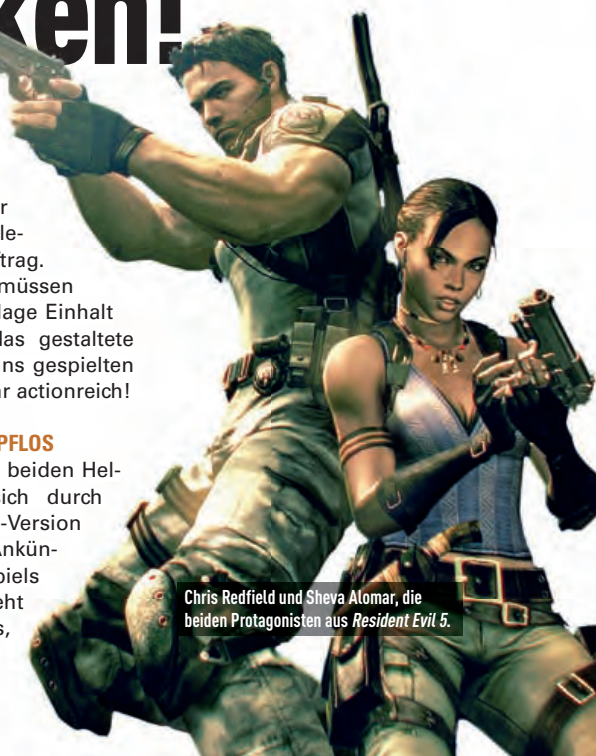 ken!
r
le-
trag.
müssen
lage Einhalt
las gestaltete
ns gespielten
r actionreich!
PFLOS
beiden Hel-
ich durch
-Version
nkün-
iels
eht
s,
Chris Redfield und Sheva Alomar, die
beiden Protagonisten aus Resident Evil 5.